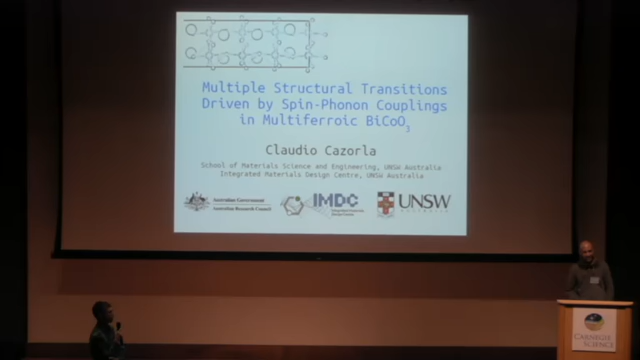 Multiple Structural Transitions
Driven by Spin-Phonon Couplings
in Multiferroic BiCoO3
Claudio Cazorla
School of Materials Science and Engineering, UNSW Australia
Integrated Materials Design Centre, UNSW Australia
Australian Government
Australian Research Council
IMDC
UNSW
AUSTRALIA
CARNEGIE
SCIENCE